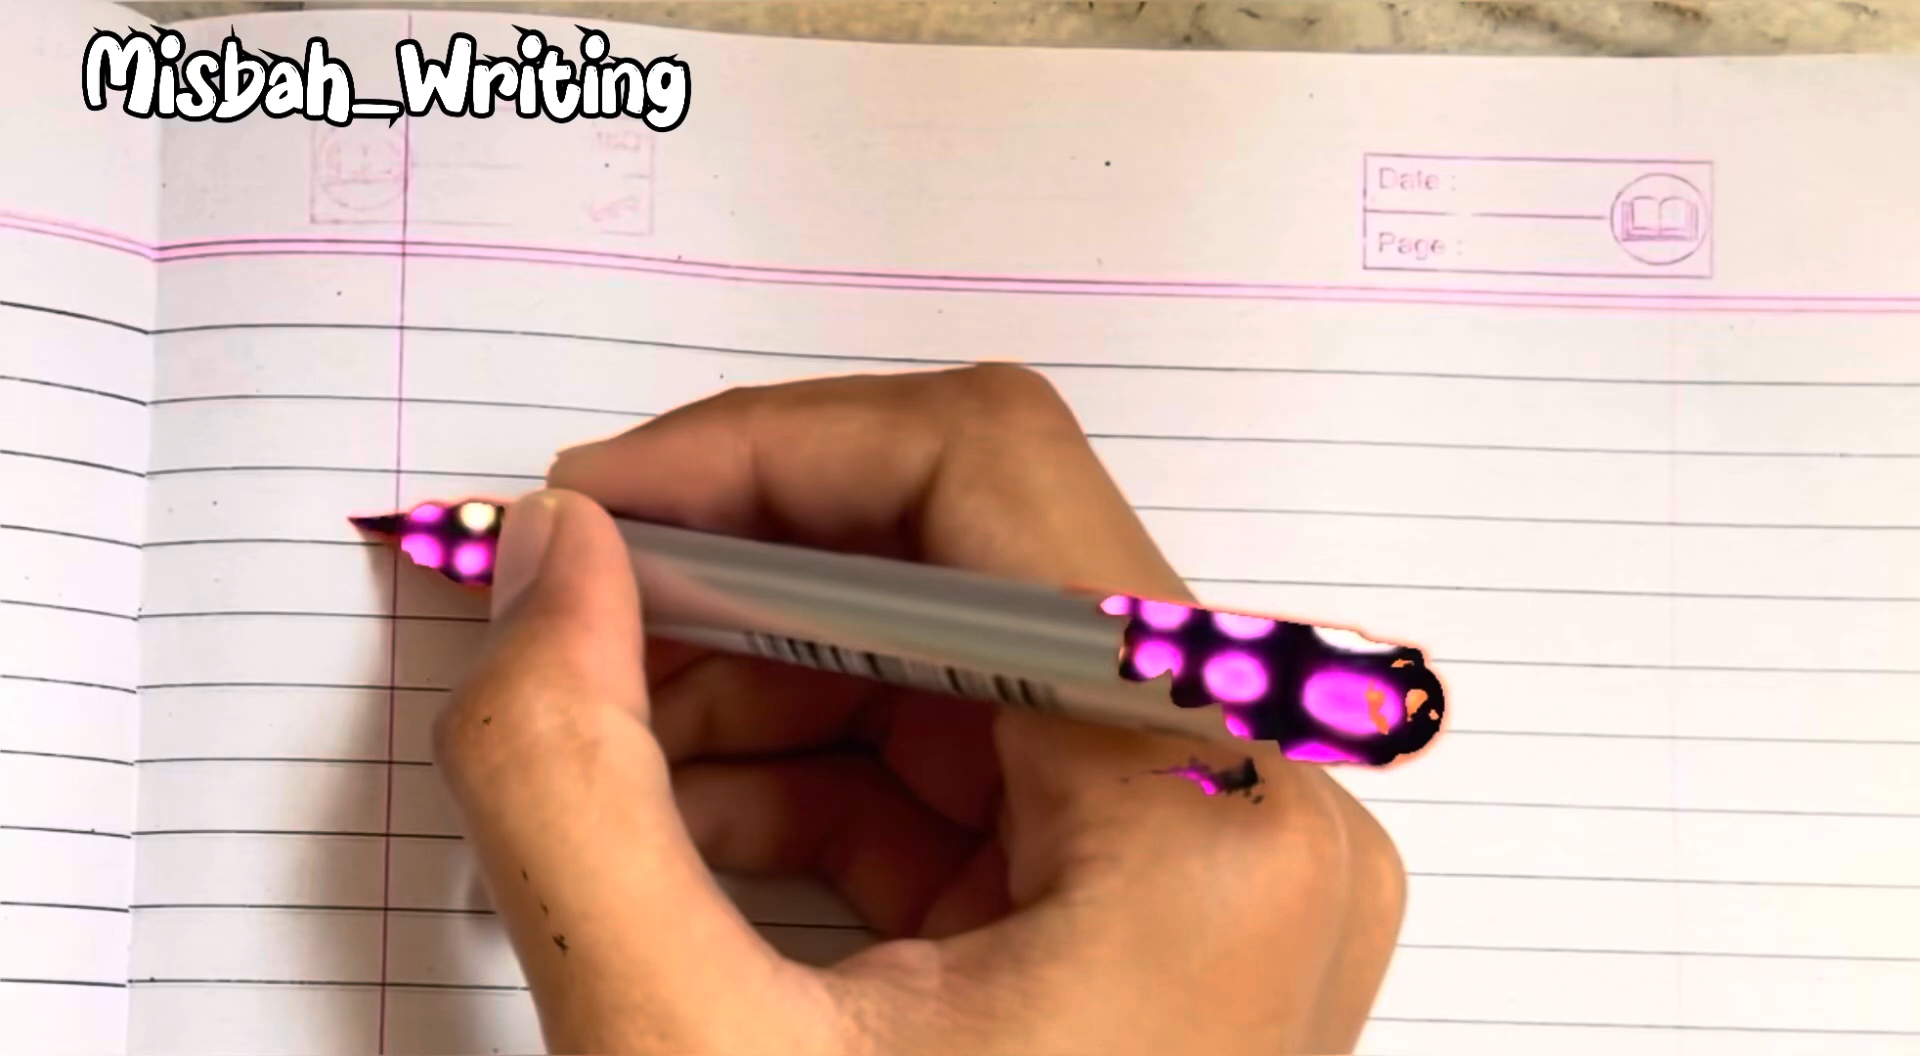 Misbah_Writing
Date :
Page :